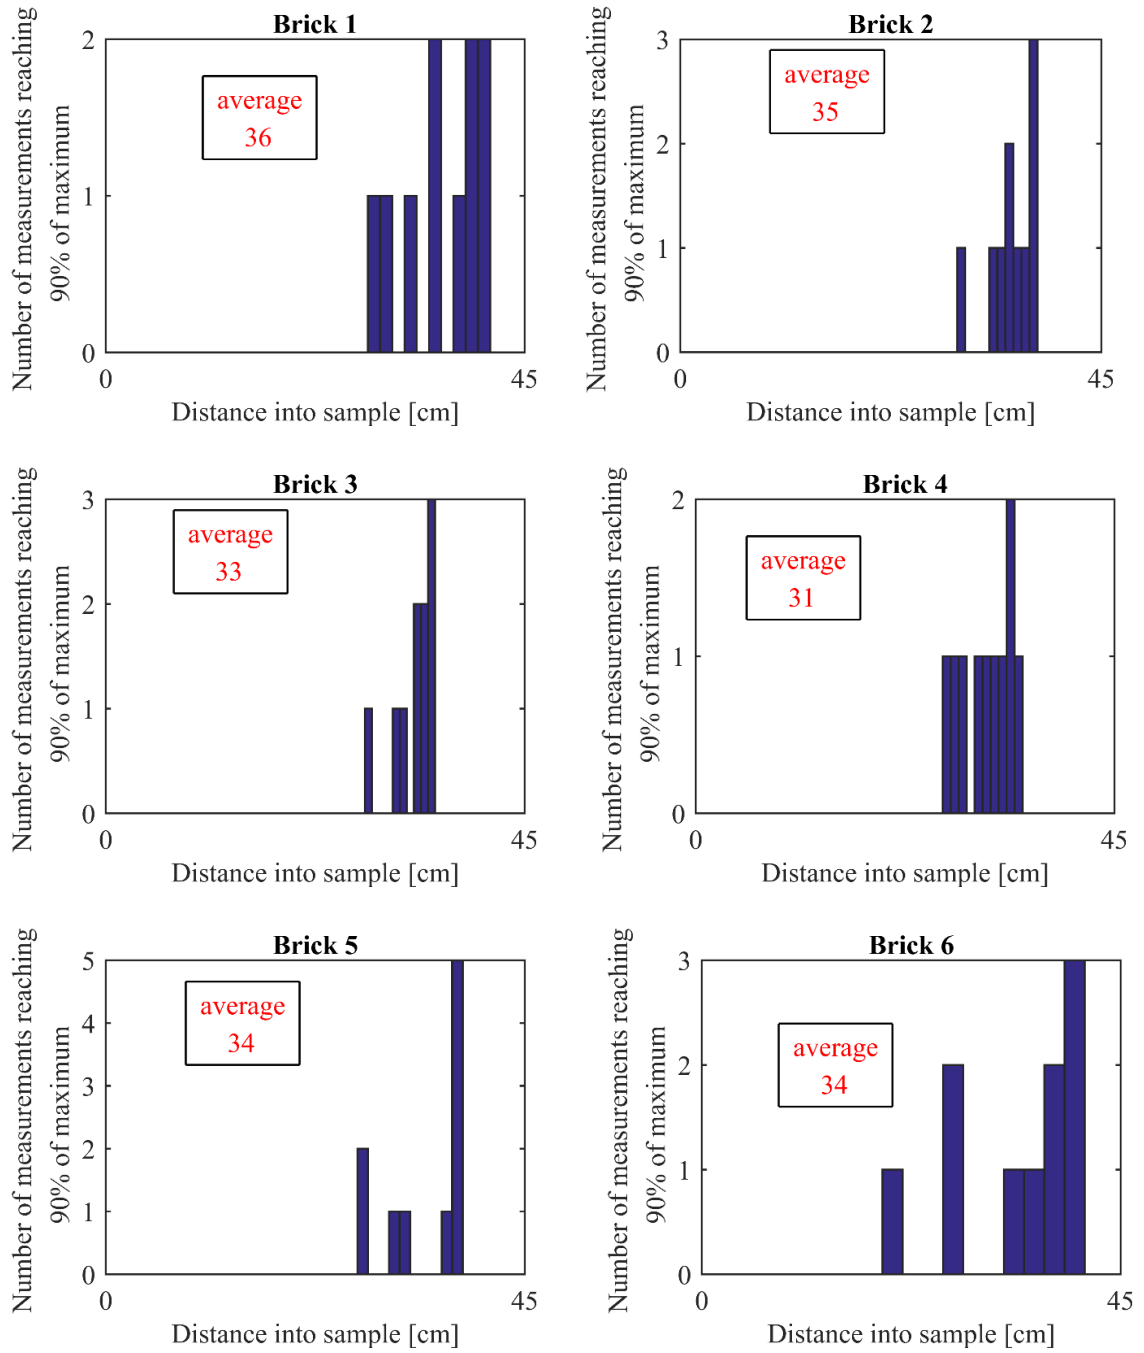 Brick 1
Number of measurements reaching
90% of maximum
2
1
0
average
36
0
45
Distance into sample [cm]
Brick 2
Number of measurements reaching
90% of maximum
3
2
1
0
average
35
0
45
Distance into sample [cm]
Brick 3
Number of measurements reaching
90% of maximum
3
2
1
0
average
33
0
45
Distance into sample [cm]
Brick 4
Number of measurements reaching
90% of maximum
2
1
0
average
31
0
45
Distance into sample [cm]
Brick 5
Number of measurements reaching
90% of maximum
5
4
5
2
1
0
average
34
0
45
Distance into sample [cm]
Brick 6
Number of measurements reaching
90% of maximum
3
2
1
0
average
34
0
45
Distance into sample [cm]